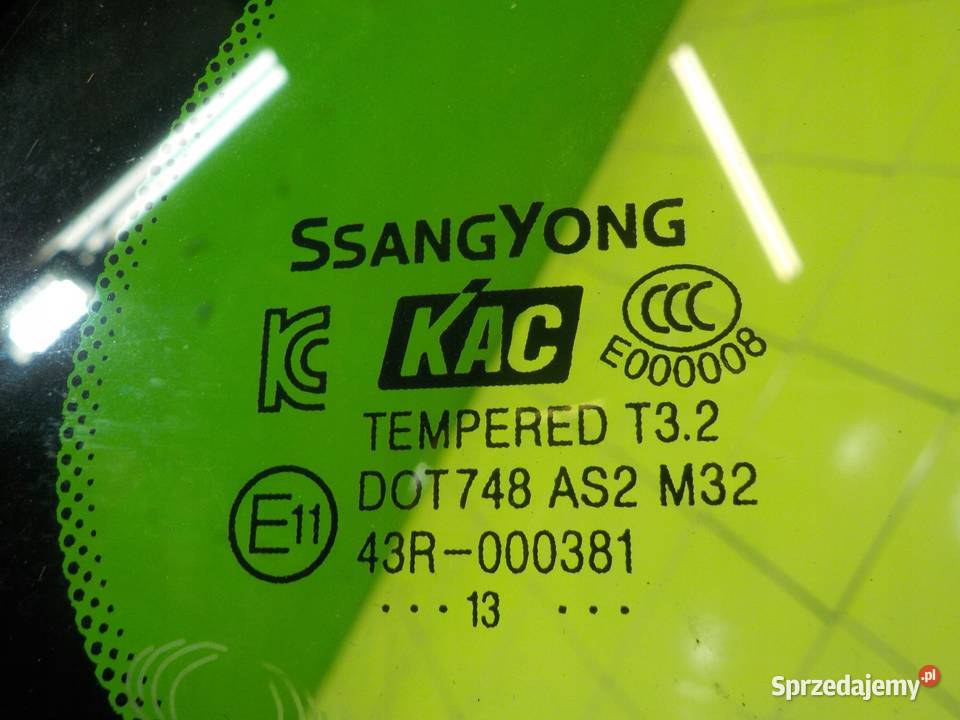 SSANGYONG
KC KAC CCC
E000008
TEMPERED T3.2
DOT748 AS2 M32
E11 43R-000381
···13 ···
Sprzedajemy.pl